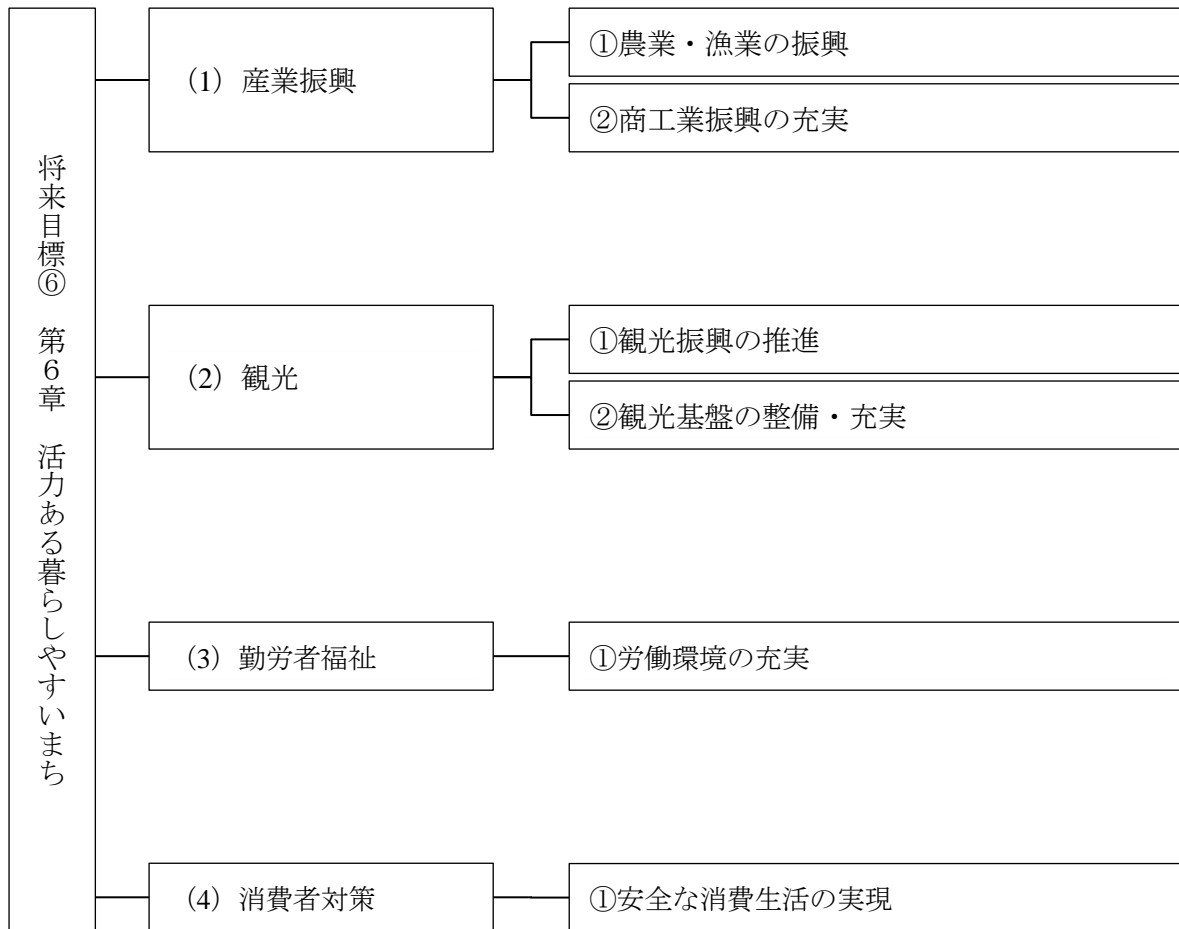 将来目標⑥　第６章　活力ある暮らしやすいまち
(1) 産業振興
①農業・漁業の振興
②商工業振興の充実
(2) 観光
①観光振興の推進
②観光基盤の整備・充実
(3) 勤労者福祉
①労働環境の充実
(4) 消費者対策
①安全な消費生活の実現